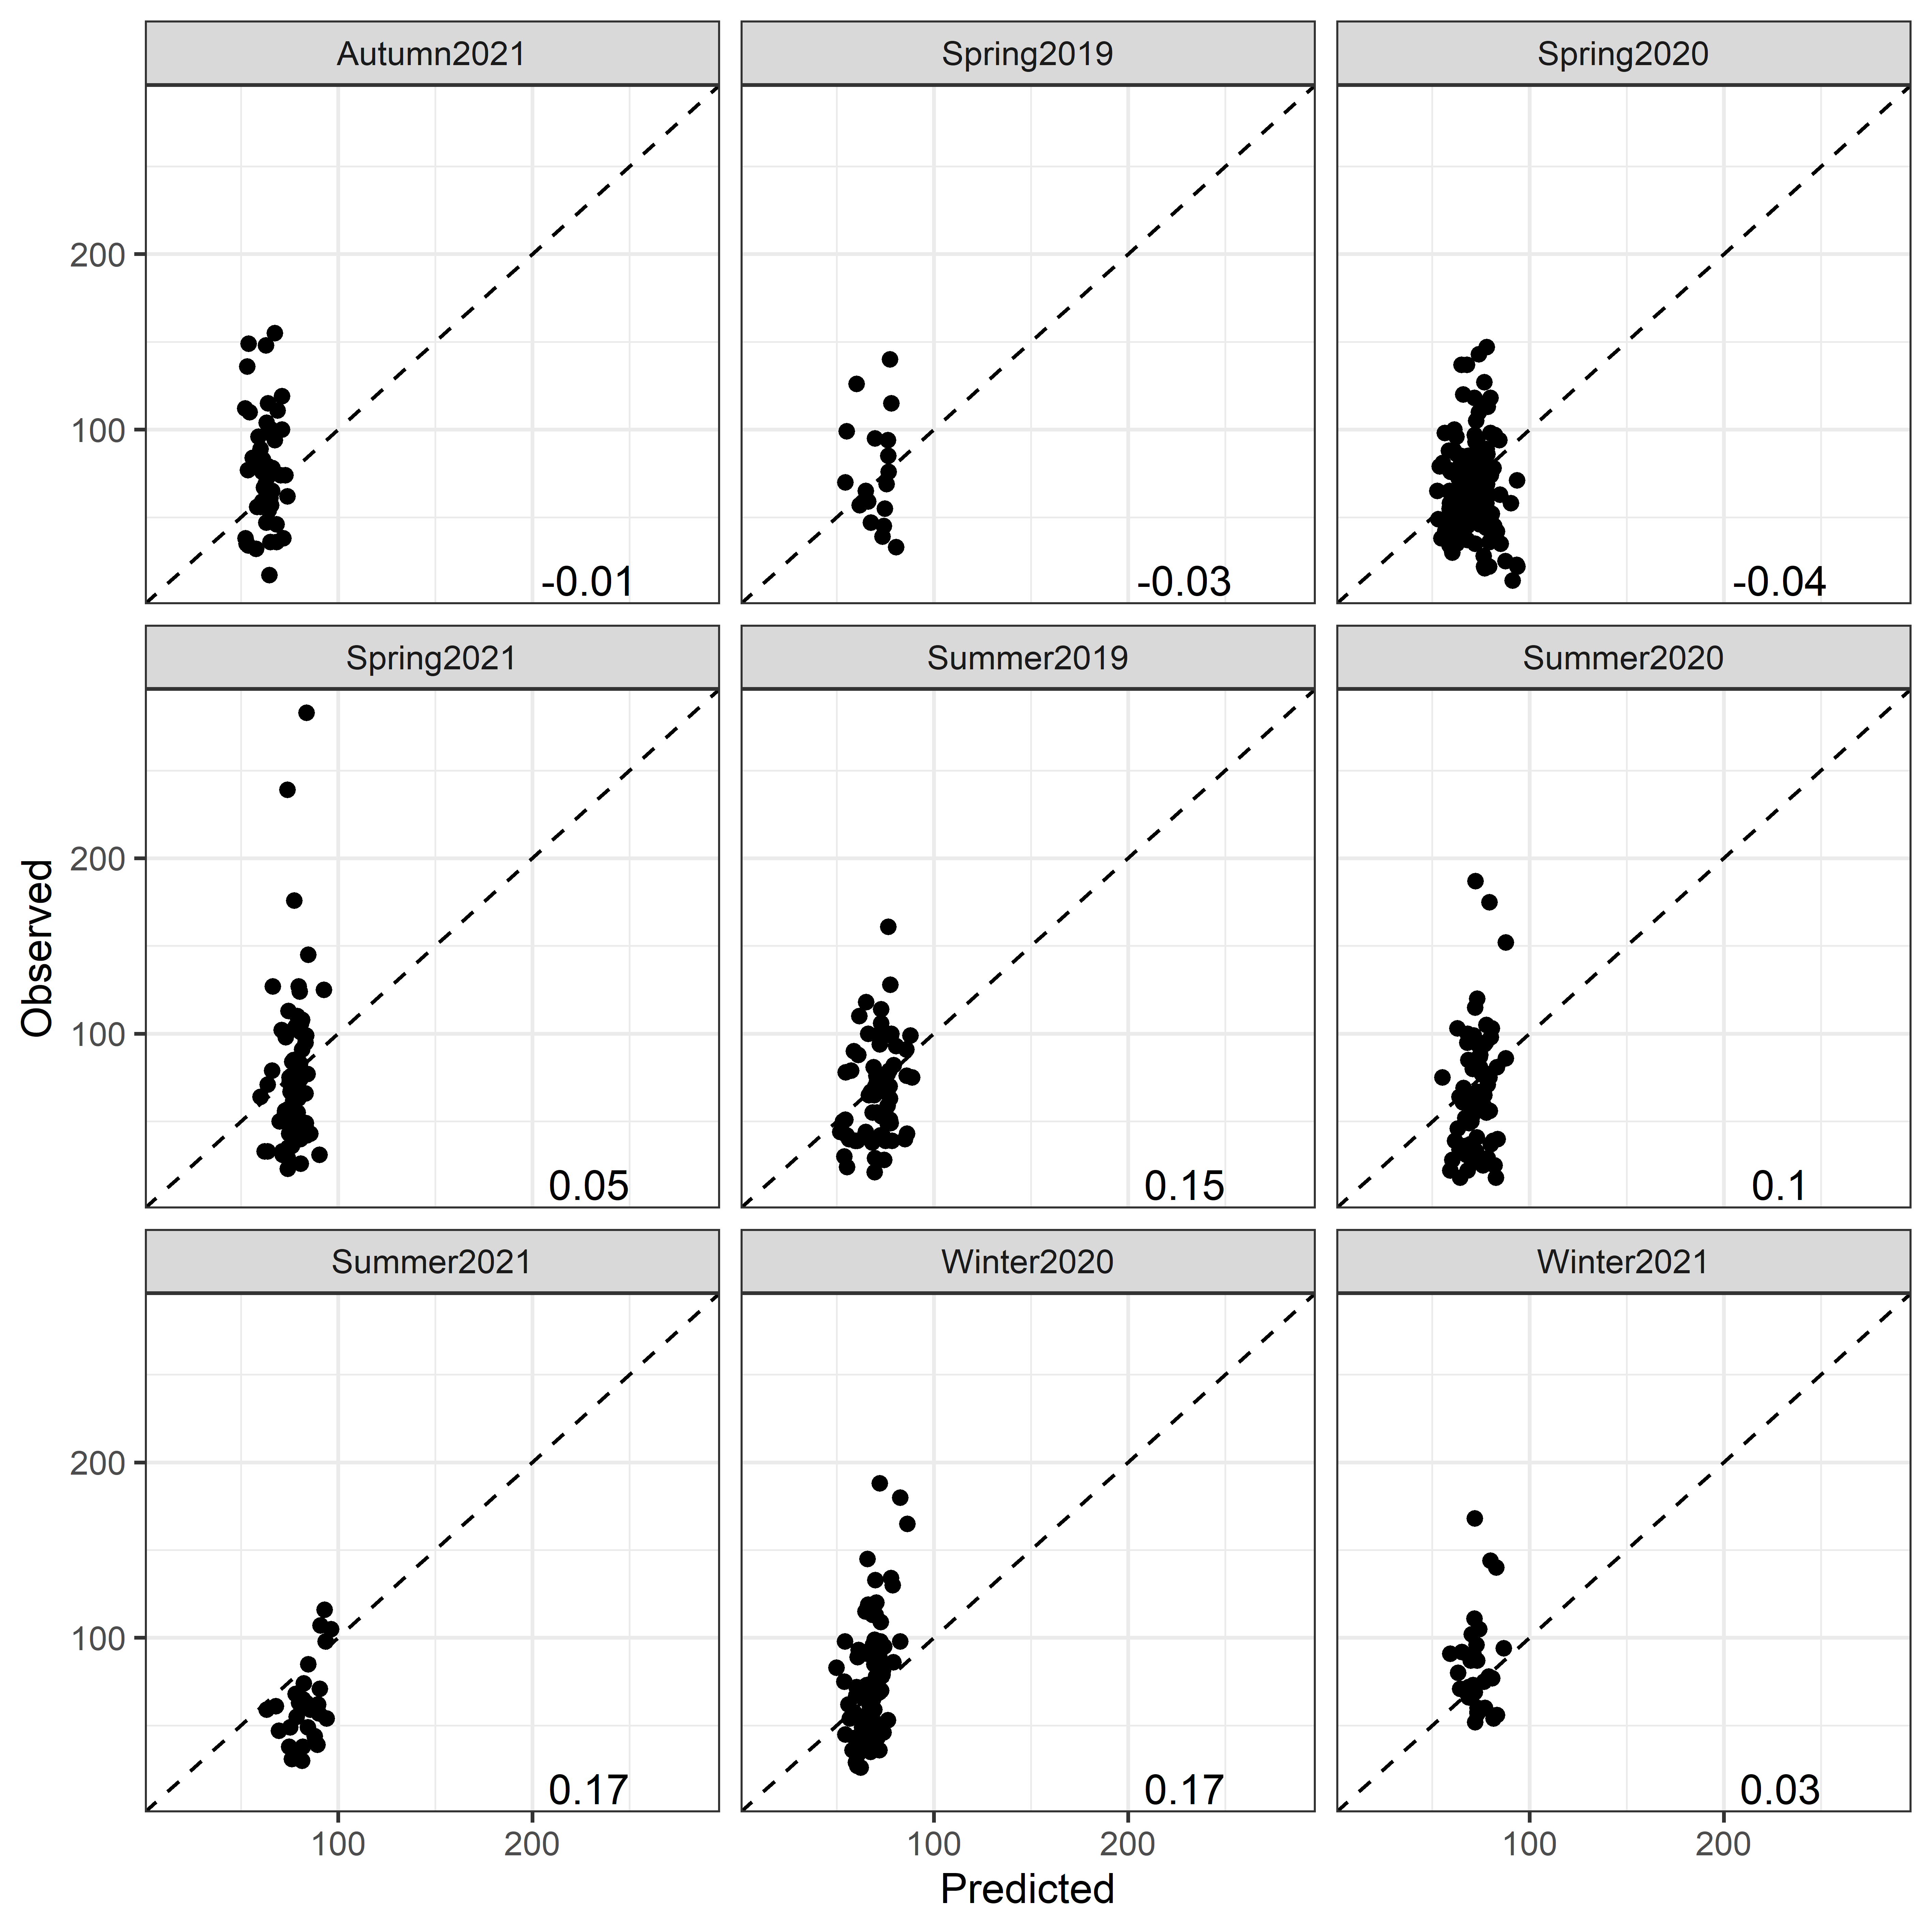 Autumn2021 Spring2019 Spring2020
200
100
-0.01 -0.03 -0.04
Spring2021 Summer2019 Summer2020
200
100
0.05 0.15 0.1
Summer2021 Winter2020 Winter2021
200
100
0.17 0.17 0.03
100 200 100 200 100 200
Predicted
Observed